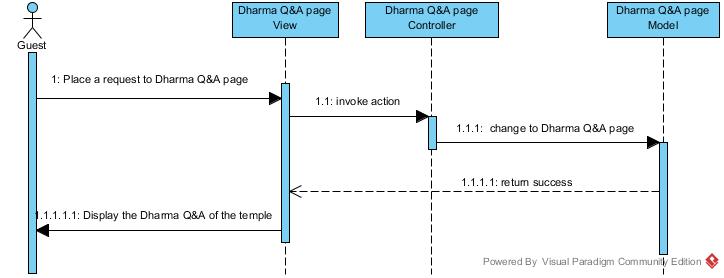 Dharma Q&A page
View
Dharma Q&A page
Controller
Dharma Q&A page
Model
Guest
1: Place a request to Dharma Q&A page
1.1: invoke action
1.1.1: change to Dharma Q&A page
1.1.1.1: return success
1.1.1.1.1: Display the Dharma Q&A of the temple
Powered By Visual Paradigm Community Edition